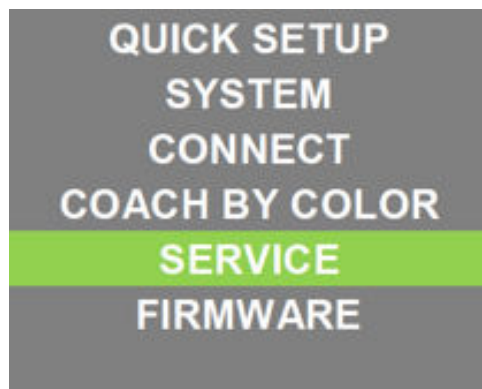 QUICK SETUP
SYSTEM
CONNECT
COACH BY COLOR
SERVICE
FIRMWARE